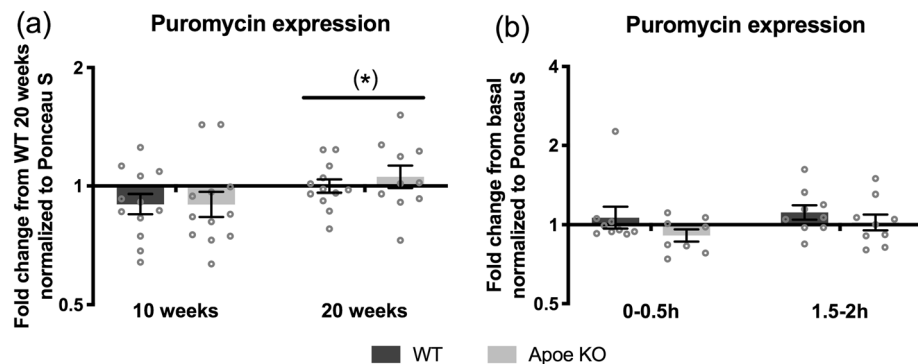 (a)
Puromycin expression
Fold change from WT 20 weeks
normalized to Ponceau S
2
1
0.5
(*)
10 weeks
20 weeks
(b)
Puromycin expression
Fold change from basal
normalized to Ponceau S
4
2
1
0.5
0-0.5h
1.5-2h
WT
Apoe KO